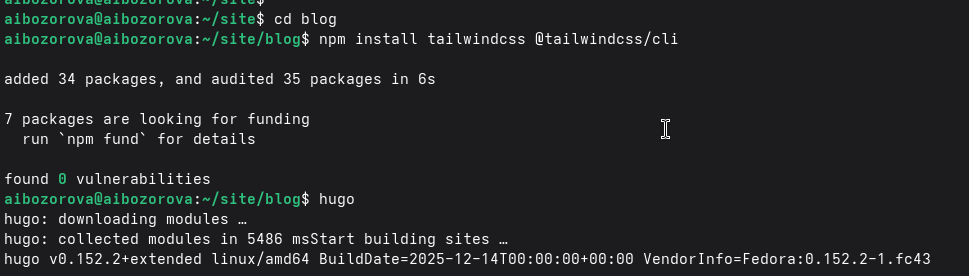 aibozorova@aibozorova:~/site$
aibozorova@aibozorova:~/site$ cd blog
aibozorova@aibozorova:~/site/blog$ npm install tailwindcss @tailwindcss/cli
added 34 packages, and audited 35 packages in 6s
7 packages are looking for funding
  run `npm fund` for details
found 0 vulnerabilities
aibozorova@aibozorova:~/site/blog$ hugo
hugo: downloading modules …
hugo: collected modules in 5486 msStart building sites …
hugo v0.152.2+extended linux/amd64 BuildDate=2025-12-14T00:00:00+00:00 VendorInfo=Fedora:0.152.2-1.fc43